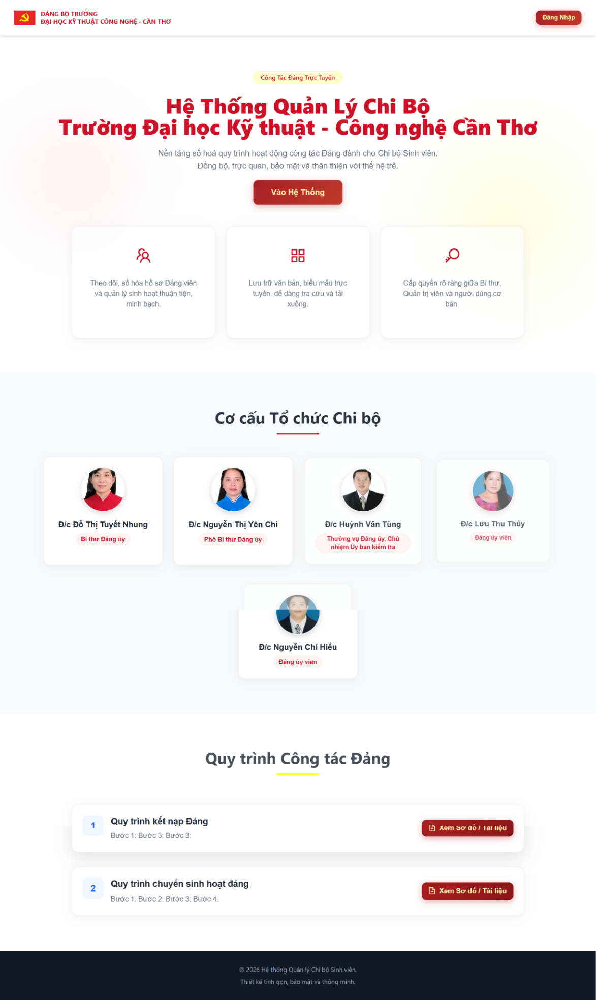 ĐẢNG BỘ TRƯỜNG
ĐẠI HỌC KỸ THUẬT CÔNG NGHỆ - CẦN THƠ
Đăng Nhập
Công Tác Đảng Trực Tuyến
Hệ Thống Quản Lý Chi Bộ
Trường Đại học Kỹ thuật - Công nghệ Cần Thơ
Nền tảng số hoá quy trình hoạt động công tác Đảng dành cho Chi bộ Sinh viên.
Đồng bộ, trực quan, bảo mật và thân thiện với thế hệ trẻ.
Vào Hệ Thống
Theo dõi, số hóa hồ sơ Đảng viên
và quản lý sinh hoạt thuận tiện,
minh bạch.
Lưu trữ văn bản, biểu mẫu trực
tuyến, dễ dàng tra cứu và tải
xuống.
Cấp quyền rõ ràng giữa Bí thư,
Quản trị viên và người dùng cơ
bản.
Cơ cấu Tổ chức Chi bộ
Đ/c Đỗ Thị Tuyết Nhung
Bí thư Đảng ủy
Đ/c Nguyễn Thị Yên Chi
Phó Bí thư Đảng ủy
Đ/c Huỳnh Văn Tùng
Thường vụ Đảng ủy, Chủ
nhiệm Ủy ban kiểm tra
Đ/c Lưu Thu Thủy
Đảng ủy viên
Đ/c Nguyễn Chí Hiếu
Đảng ủy viên
Quy trình Công tác Đảng
1
Quy trình kết nạp Đảng
Bước 1: Bước 3: Bước 3:
Xem Sơ đồ / Tài liệu
2
Quy trình chuyển sinh hoạt đảng
Bước 1: Bước 2: Bước 3: Bước 4:
Xem Sơ đồ / Tài liệu
© 2026 Hệ thống Quản lý Chi bộ Sinh viên.
Thiết kế tinh gọn, bảo mật và thông minh.